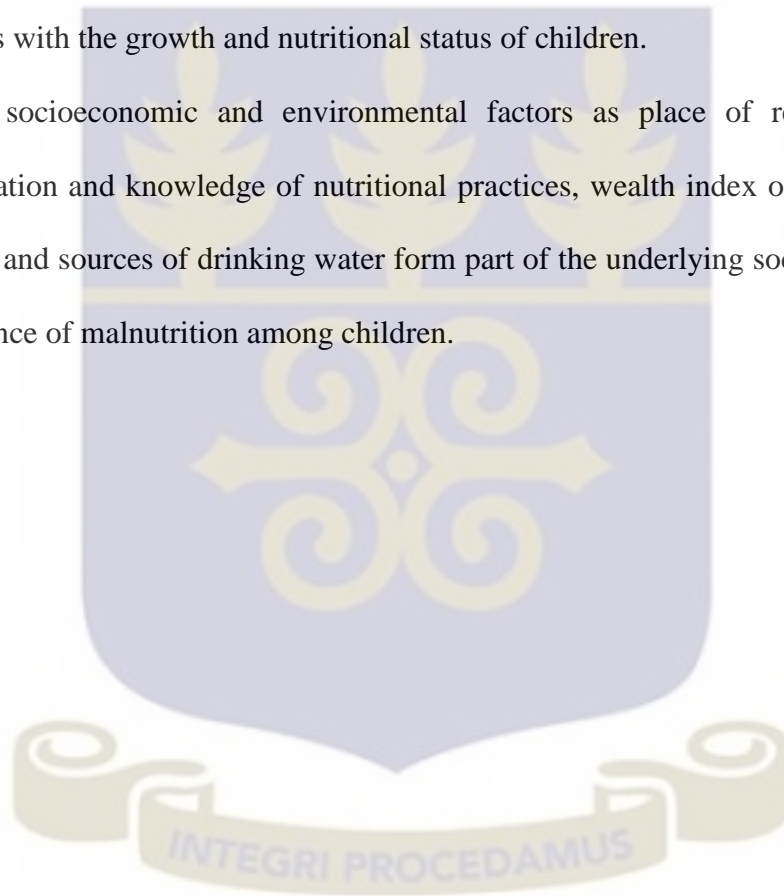 s with the growth and nutritional status of children.
socioeconomic and environmental factors as place of
ation and knowledge of nutritional practices, wealth index
and sources of drinking water form part of the underlying
nce of malnutrition among children.
INTEGRI PROCEDAMUS